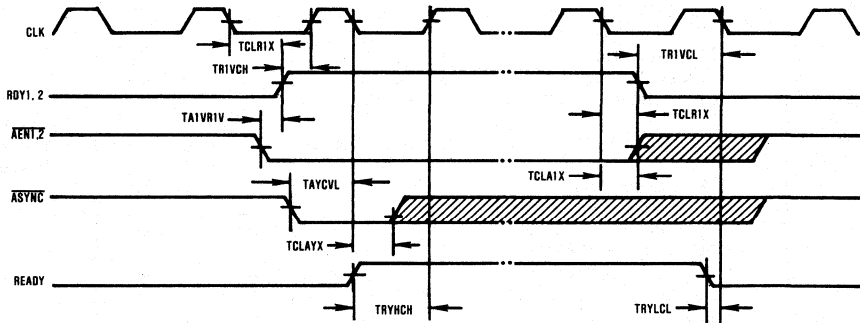 CLK
TCLR1X
TR1VCL
TR1VCH
RDY1, 2
TA1VR1V
TCLR1X
AEN1,2
TAYCVL
TCLA1X
ASYNC
TCLAYX
READY
TRYHCH
TRYLCL